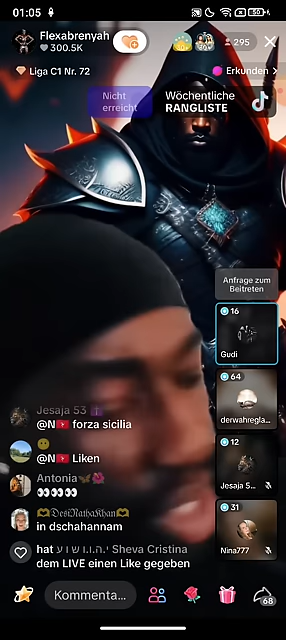 01:05
50
Flexabrenyah
300.5K
295
Liga C1 Nr. 72
Erkunden
Nicht
erreicht
Wöchentliche
RANGLISTE
Anfrage zum
Beitreten
16
Gudi
64
derwahregla...
12
Jesaja 5...
31
Nina777
Jesaja 53
@N forza sicilia
@N Liken
Antonia
👀👀👀
𝕯𝖊𝖘𝖎𝕹𝖆𝖙𝖍𝖆𝕶𝖍𝖆𝖓
in dschahannam
hat י.ה.ו.ו.ש ו ע Sheva Cristina
dem LIVE einen Like gegeben
Kommenta...
68